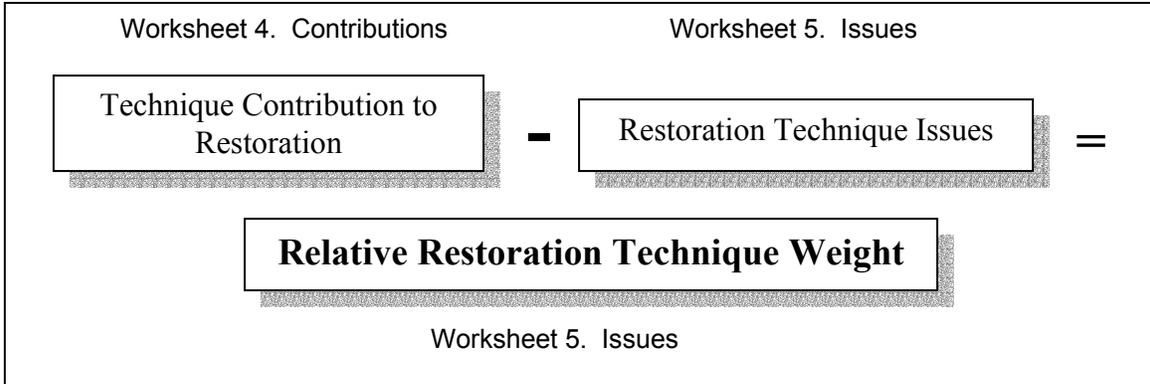 Worksheet 4. Contributions Worksheet 5. Issues
Technique Contribution to
Restoration
- Restoration Technique Issues =
Relative Restoration Technique Weight
Worksheet 5. Issues